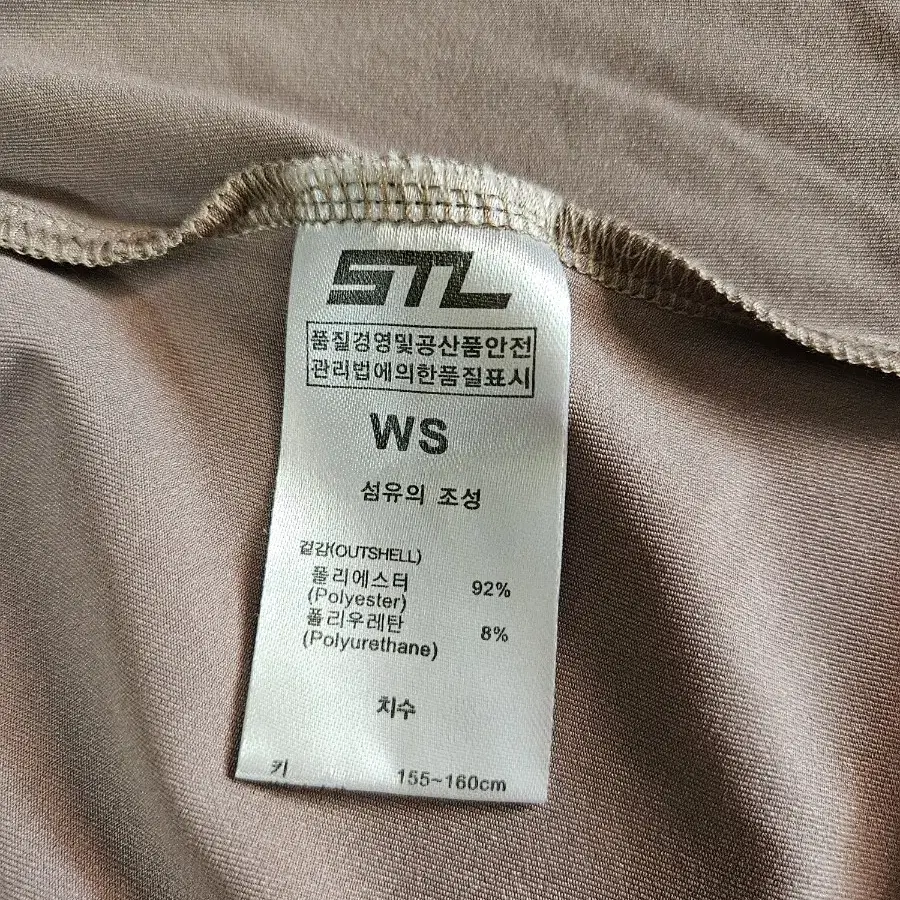 STL
품질경영및공산품안전
관리법에의한품질표시
WS
섬유의 조성
겉감(OUTSHELL)
폴리에스터 92%
(Polyester)
폴리우레탄 8%
(Polyurethane)
치수
키 155~160cm